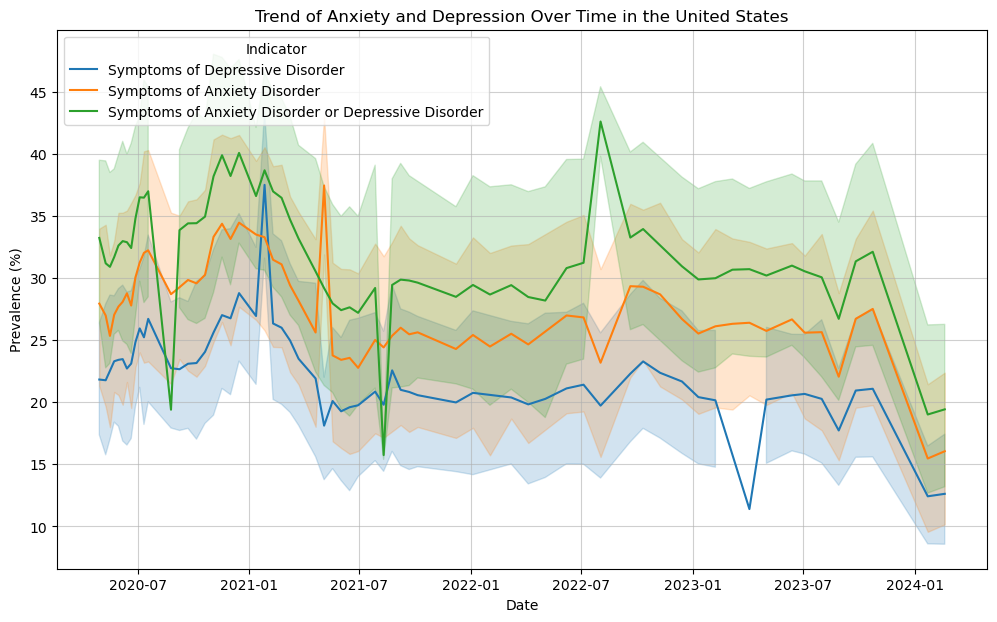 Trend of Anxiety and Depression Over Time in the United States
Indicator
Symptoms of Depressive Disorder
Symptoms of Anxiety Disorder
Symptoms of Anxiety Disorder or Depressive Disorder
Prevalence (%)
45
40
35
30
25
20
15
10
2020-07
2021-01
2021-07
2022-01
2022-07
2023-01
2023-07
2024-01
Date